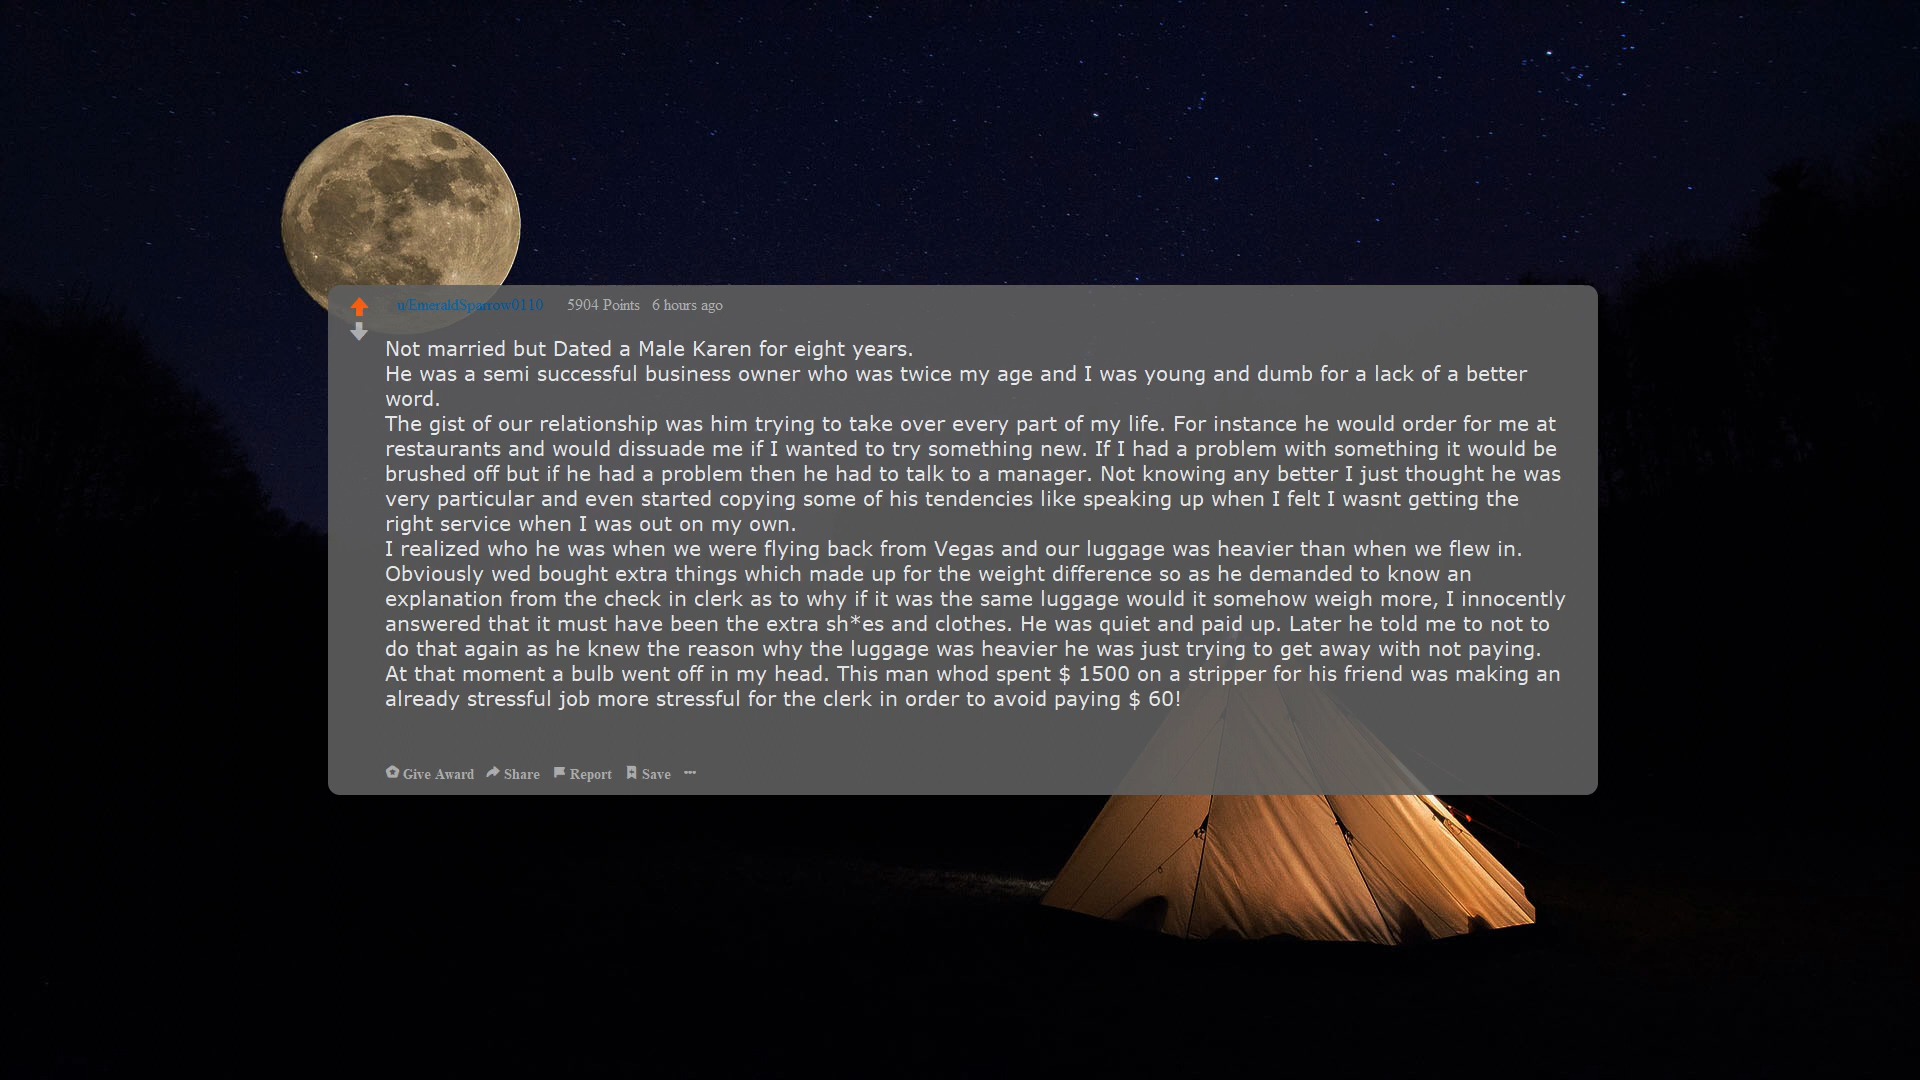 u/EmeraldSparrow0110 5904 Points 6 hours ago
Not married but Dated a Male Karen for eight years.
He was a semi successful business owner who was twice my age and I was young and dumb for a lack of a better
word.
The gist of our relationship was him trying to take over every part of my life. For instance he would order for me at
restaurants and would dissuade me if I wanted to try something new. If I had a problem with something it would be
brushed off but if he had a problem then he had to talk to a manager. Not knowing any better I just thought he was
very particular and even started copying some of his tendencies like speaking up when I felt I wasnt getting the
right service when I was out on my own.
I realized who he was when we were flying back from Vegas and our luggage was heavier than when we flew in.
Obviously wed bought extra things which made up for the weight difference so as he demanded to know an
explanation from the check in clerk as to why if it was the same luggage would it somehow weigh more, I innocently
answered that it must have been the extra sh*es and clothes. He was quiet and paid up. Later he told me to not to
do that again as he knew the reason why the luggage was heavier he was just trying to get away with not paying.
At that moment a bulb went off in my head. This man whod spent $ 1500 on a stripper for his friend was making an
already stressful job more stressful for the clerk in order to avoid paying $ 60!
Give Award Share Report Save ···